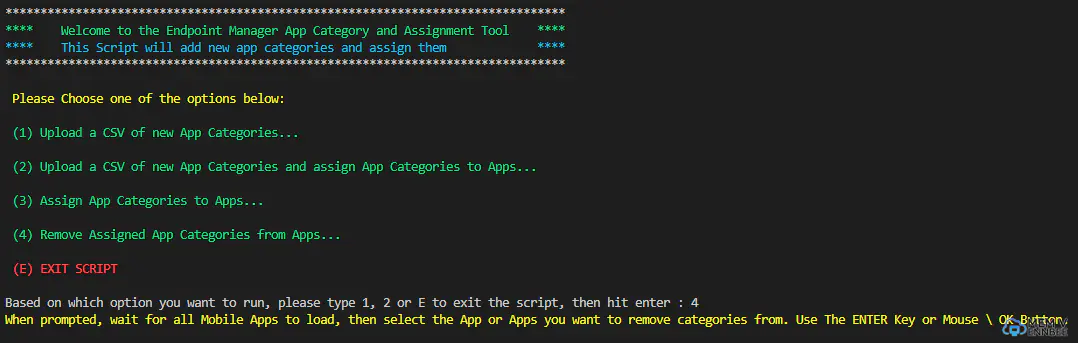 ********************************************************************************
****    Welcome to the Endpoint Manager App Category and Assignment Tool    ****
****    This Script will add new app categories and assign them             ****
********************************************************************************
Please Choose one of the options below:
(1) Upload a CSV of new App Categories...
(2) Upload a CSV of new App Categories and assign App Categories to Apps...
(3) Assign App Categories to Apps...
(4) Remove Assigned App Categories from Apps...
(E) EXIT SCRIPT
Based on which option you want to run, please type 1, 2 or E to exit the script, then hit enter : 4
When prompted, wait for all Mobile Apps to load, then select the App or Apps you want to remove categories from. Use The ENTER Key or Mouse \ OK Button.